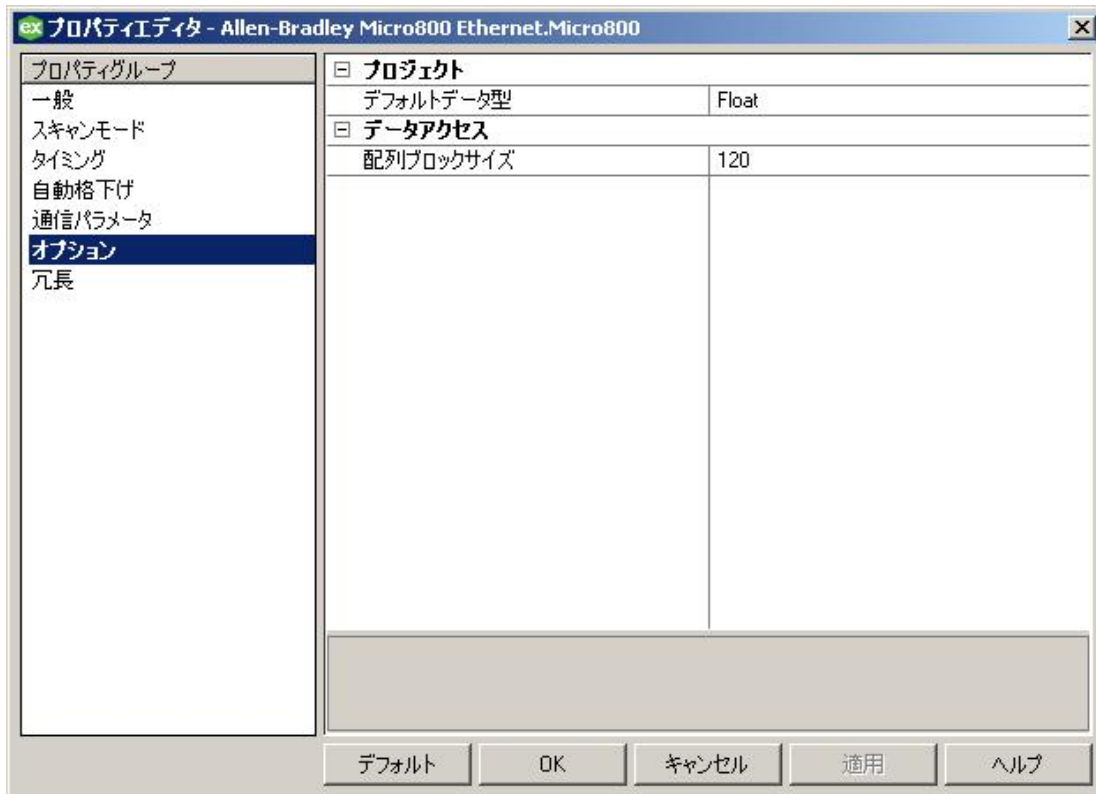 ex プロパティエディタ - Allen-Bradley Micro800 Ethernet.Micro800
プロパティグループ
一般
スキャンモード
タイミング
自動格下げ
通信パラメータ
オプション
冗長
プロジェクト
デフォルトデータ型 Float
データアクセス
配列ブロックサイズ 120
デフォルト OK キャンセル 適用 ヘルプ